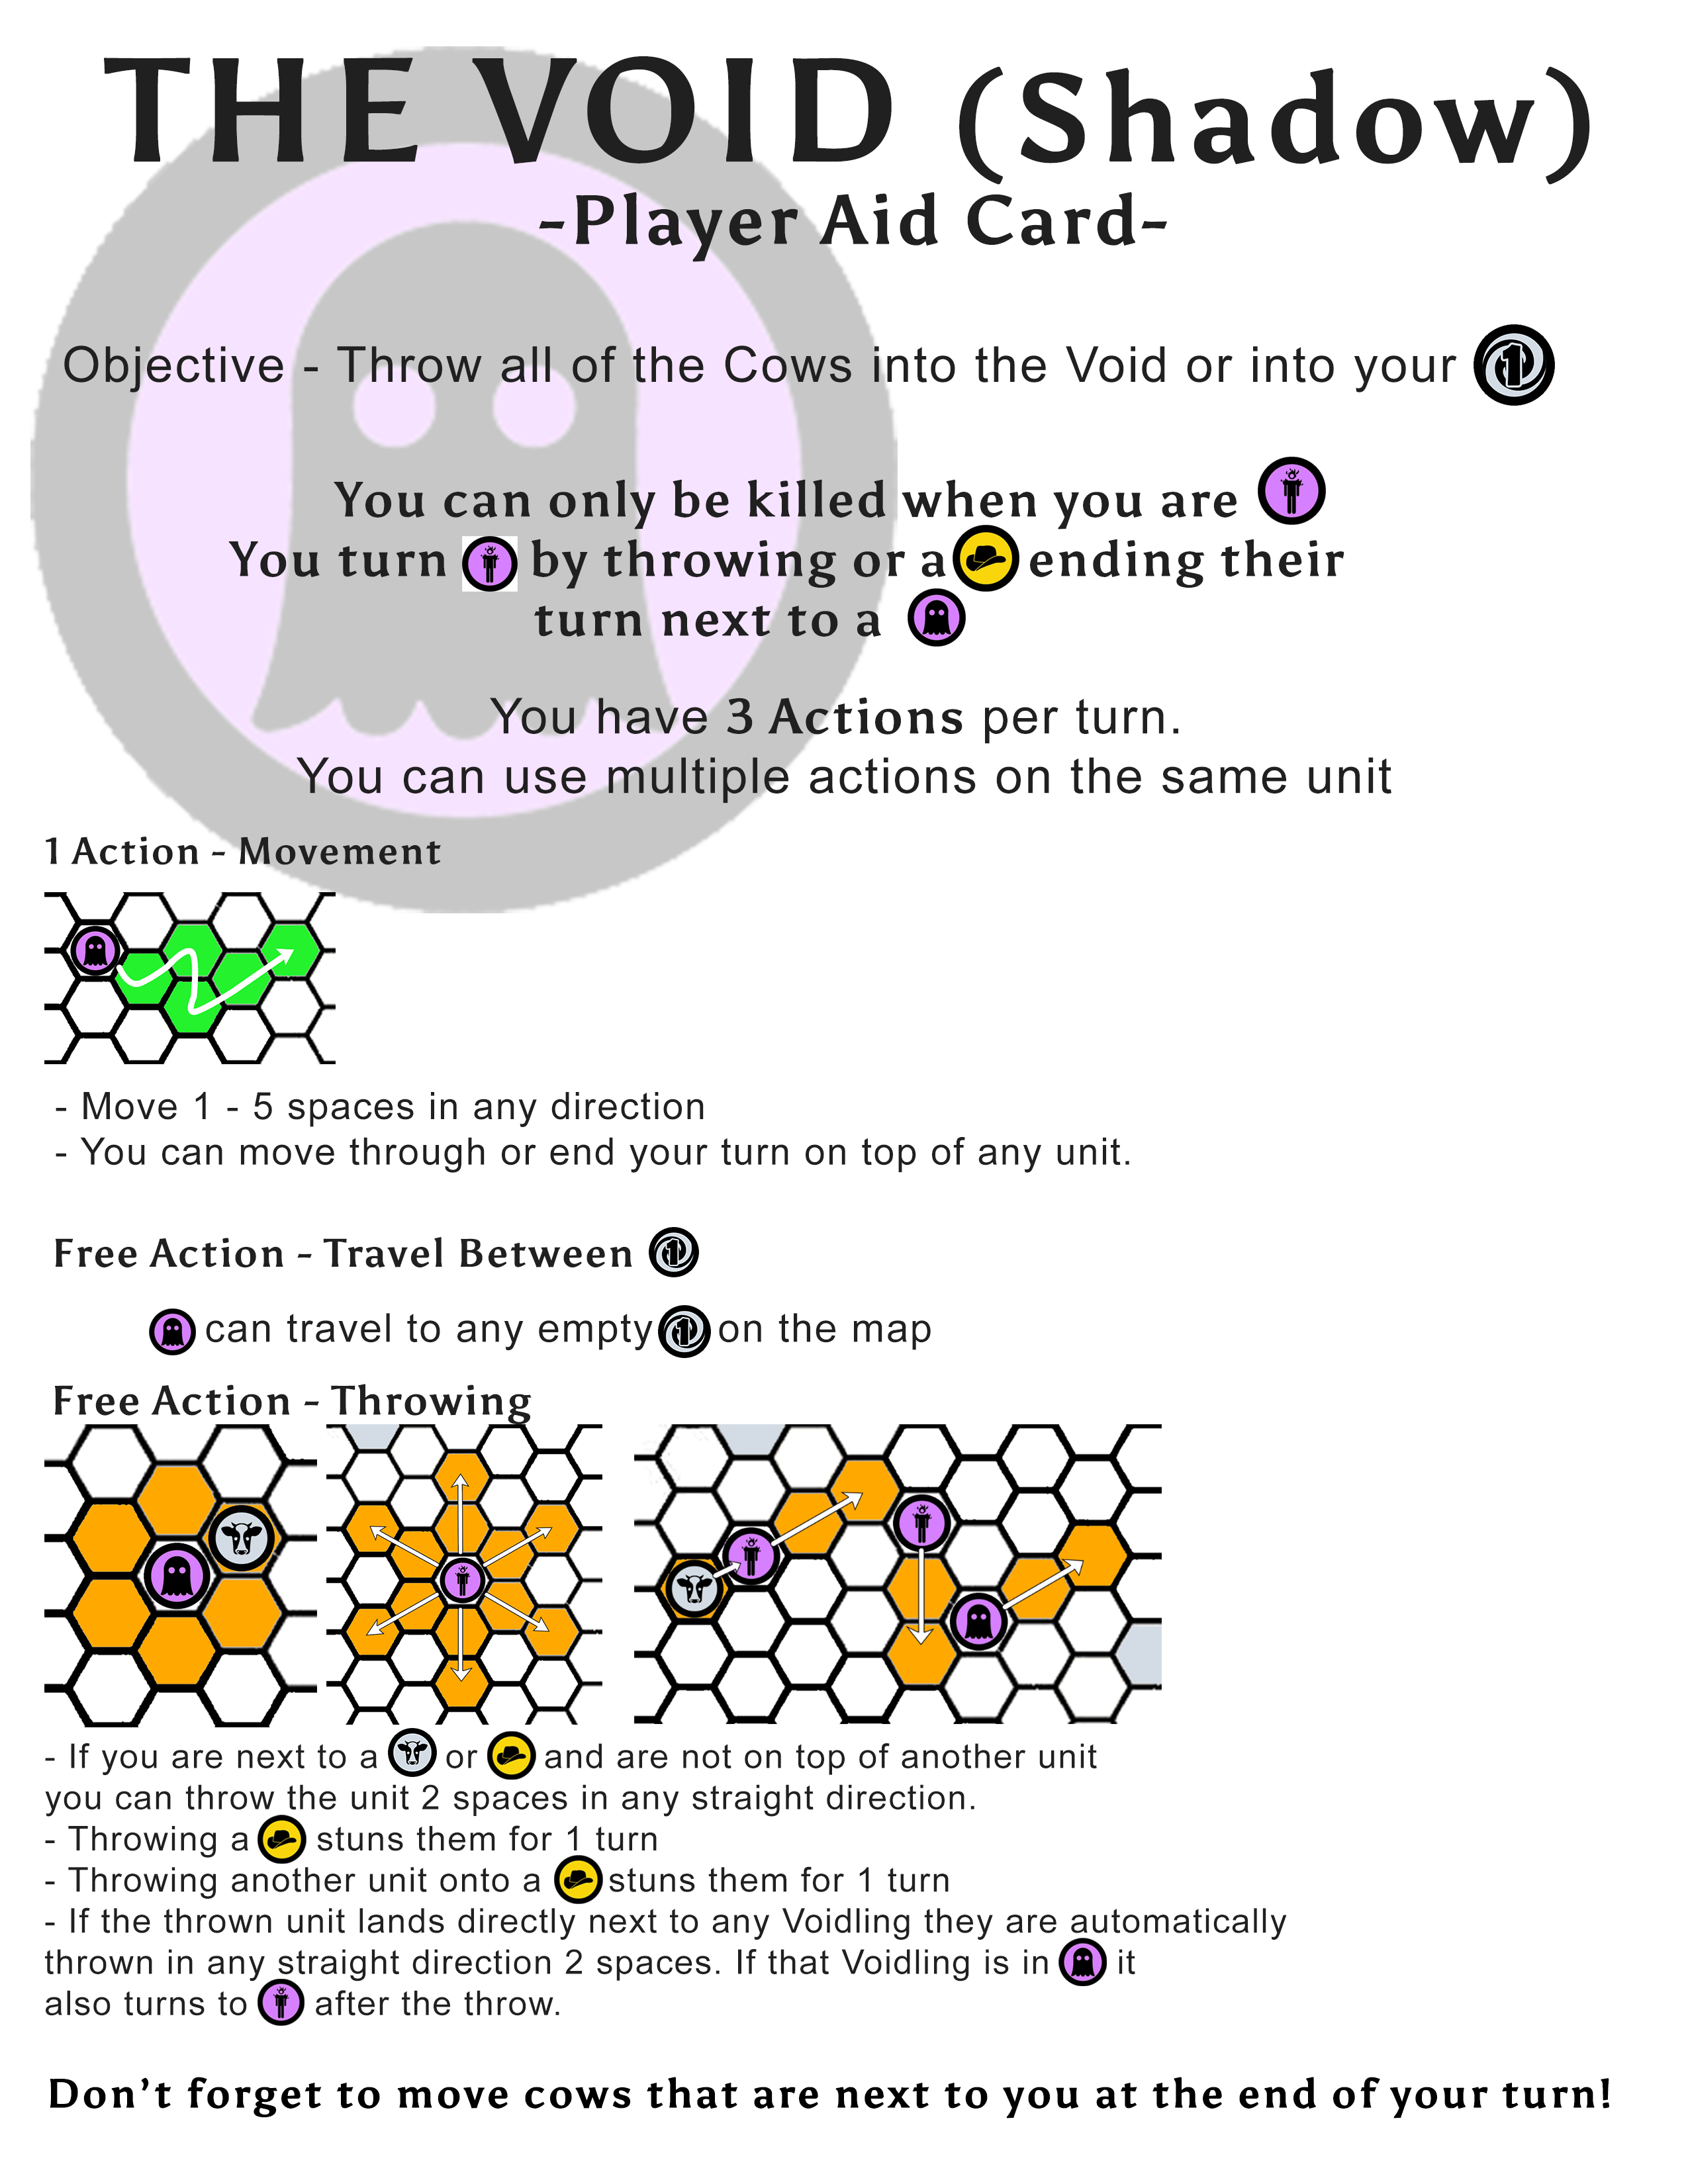 THE VOID (Shadow)
-Player Aid Card-
Objective - Throw all of the Cows into the Void or into your 1
You can only be killed when you are
You turn by throwing or a ending their
turn next to a
You have 3 Actions per turn.
You can use multiple actions on the same unit
1 Action - Movement
- Move 1 - 5 spaces in any direction
- You can move through or end your turn on top of any unit.
Free Action - Travel Between 1
can travel to any empty 1 on the map
Free Action - Throwing
- If you are next to a or and are not on top of another unit
you can throw the unit 2 spaces in any straight direction.
- Throwing a stuns them for 1 turn
- Throwing another unit onto a stuns them for 1 turn
- If the thrown unit lands directly next to any Voidling they are automatically
thrown in any straight direction 2 spaces. If that Voidling is in it
also turns to after the throw.
Don't forget to move cows that are next to you at the end of your turn!